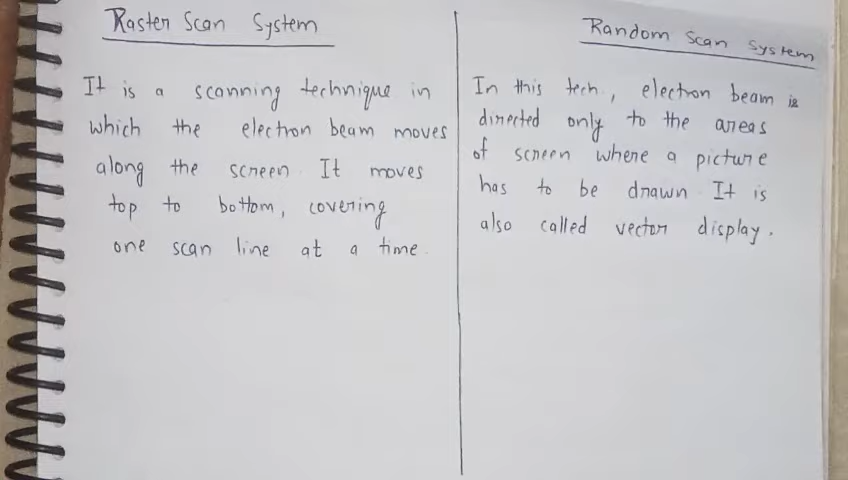 Raster Scan System
It is a scanning technique in
which the electron beam moves
along the screen. It moves
top to bottom, covering
one scan line at a time.
Random Scan System
In this tech, electron beam is
directed only to the areas
of screen where a picture
has to be drawn. It is
also called vector display.